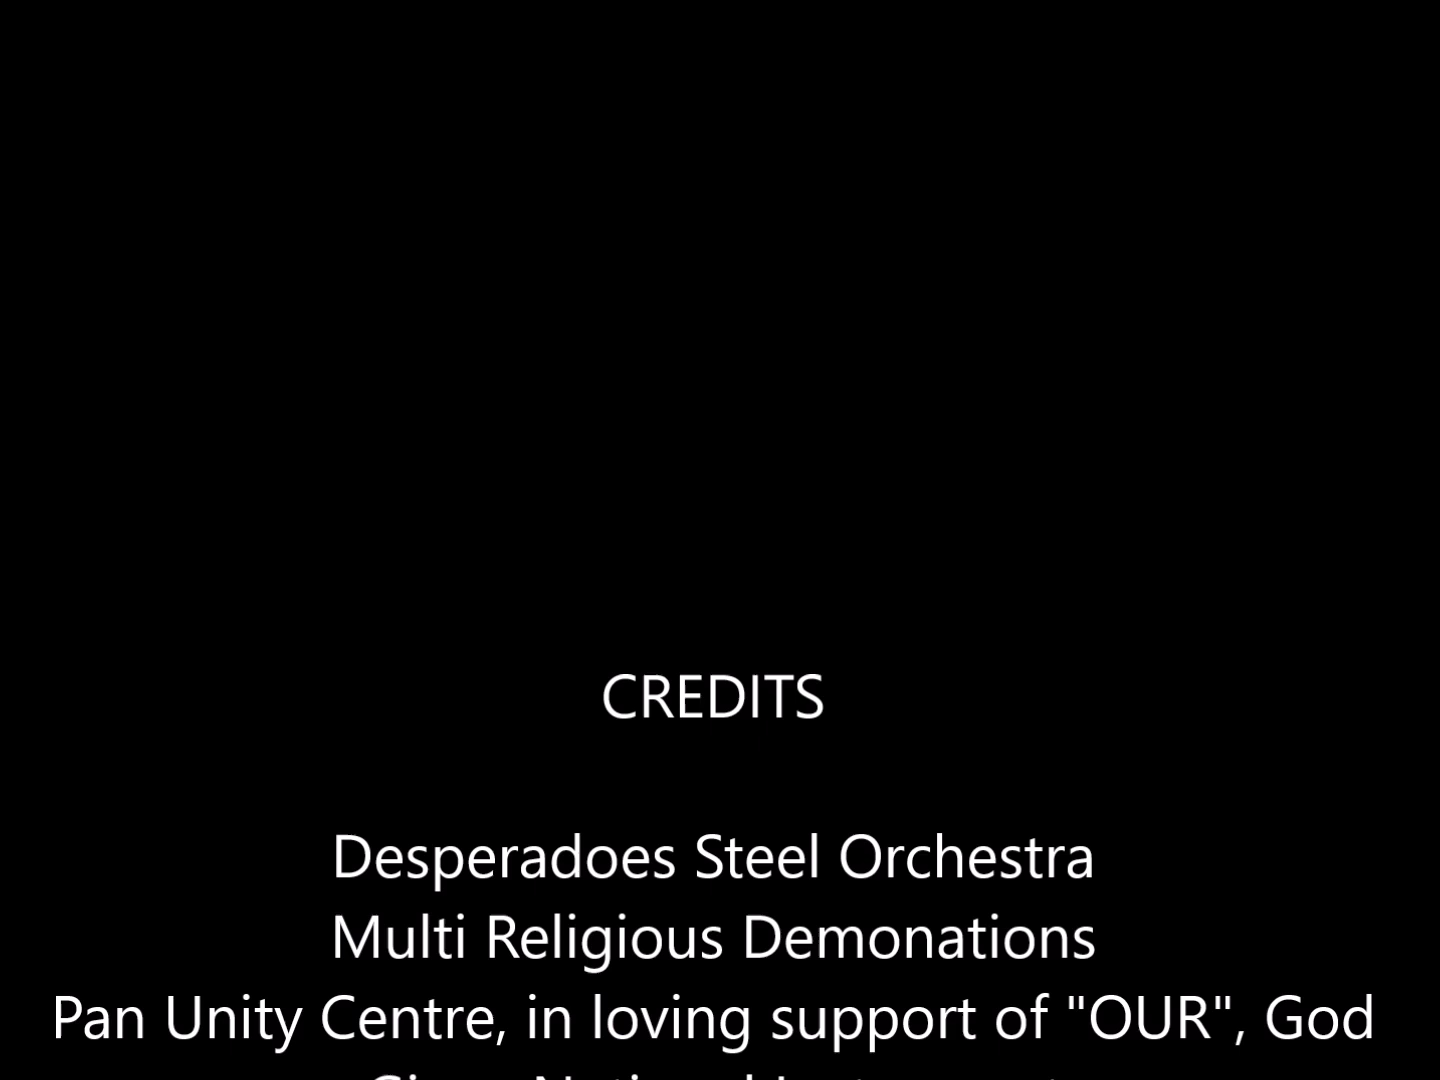 CREDITS
Desperadoes Steel Orchestra
Multi Religious Demonations
Pan Unity Centre, in loving support of "OUR", God